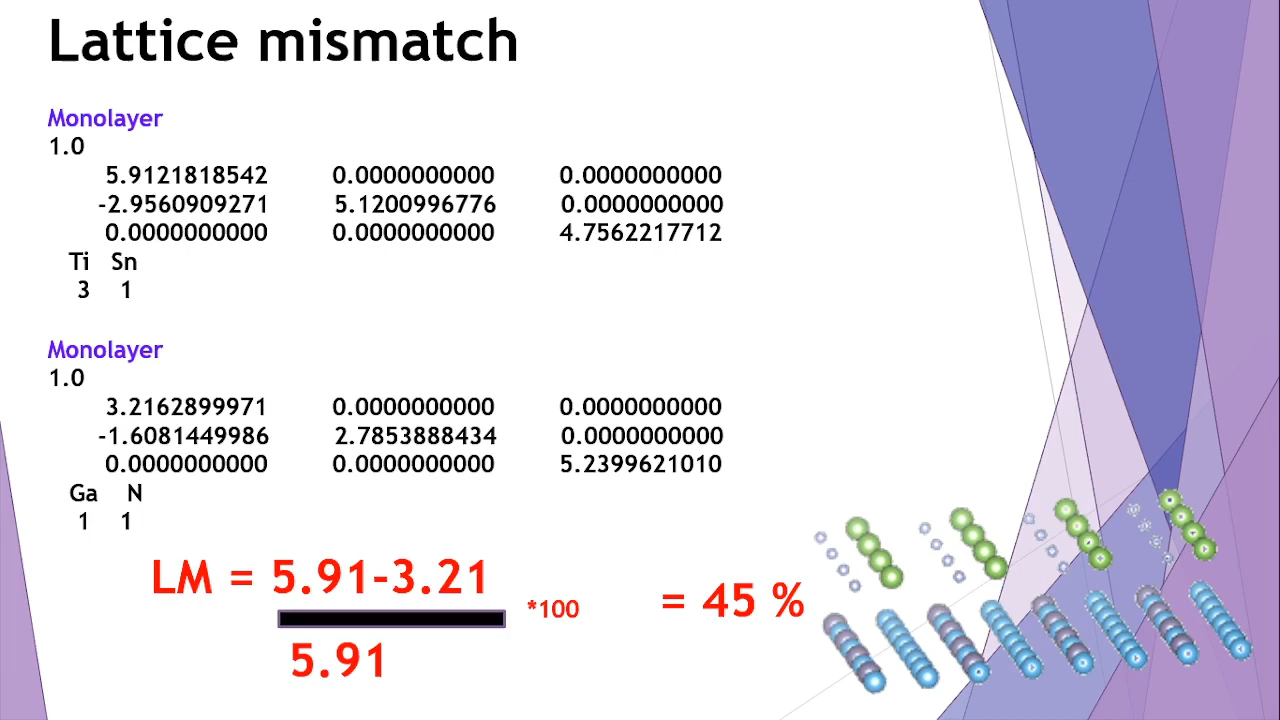 Lattice mismatch
Monolayer
1.0
5.9121818542 0.0000000000 0.0000000000
-2.9560909271 5.1200996776 0.0000000000
0.0000000000 0.0000000000 4.7562217712
Ti Sn
3 1
Monolayer
1.0
3.2162899971 0.0000000000 0.0000000000
-1.6081449986 2.7853888434 0.0000000000
0.0000000000 0.0000000000 5.2399621010
Ga N
1 1
LM = 5.91-3.21
*100 = 45 %
5.91